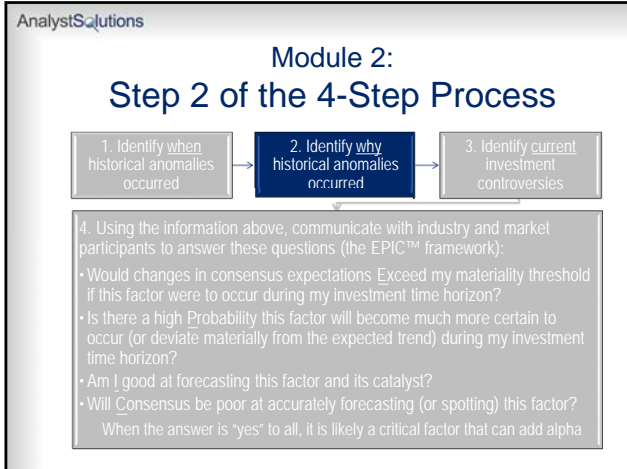 AnalystSolutions
Module 2:
Step 2 of the 4-Step Process
1. Identify when
historical anomalies
occurred
2. Identify why
historical anomalies
occurred
3. Identify current
investment
controversies
4. Using the information above, communicate with industry and market
participants to answer these questions (the EPIC™ framework):
• Would changes in consensus expectations Exceed my materiality threshold
if this factor were to occur during my investment time horizon?
• Is there a high Probability this factor will become much more certain to
occur (or deviate materially from the expected trend) during my investment
time horizon?
• Am I good at forecasting this factor and its catalyst?
• Will Consensus be poor at accurately forecasting (or spotting) this factor?
When the answer is "yes" to all, it is likely a critical factor that can add alpha